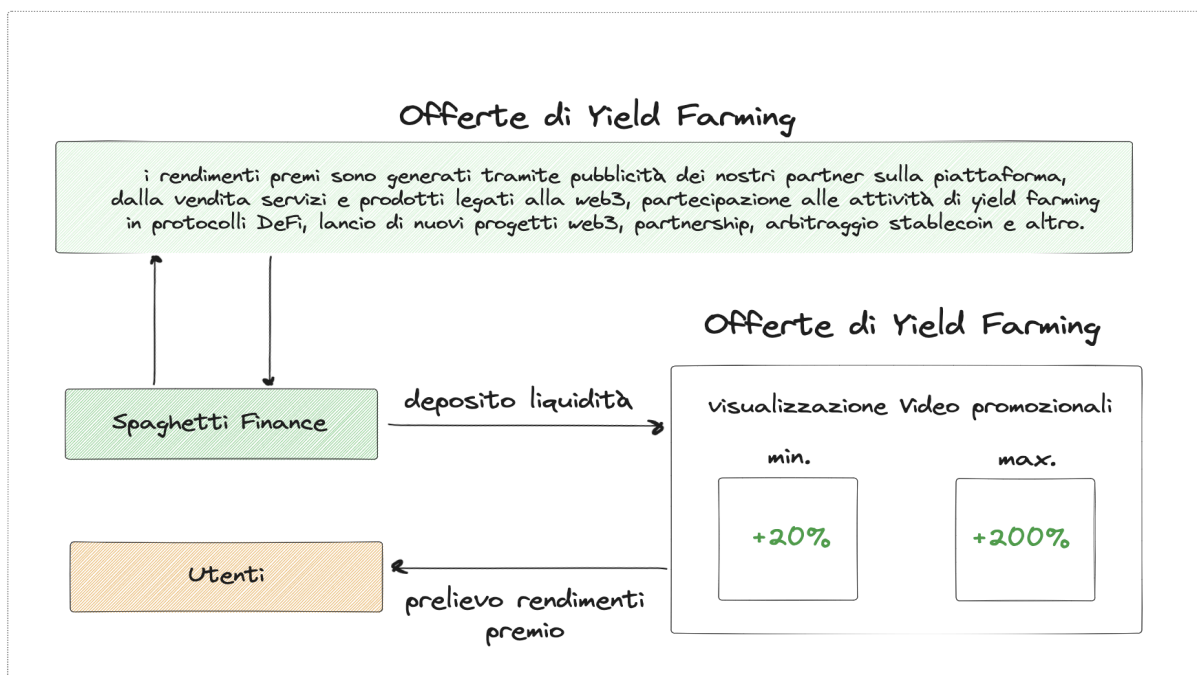 Offerte di Yield Farming
i rendimenti premi sono generati tramite pubblicità dei nostri partner sulla piattaforma,
dalla vendita servizi e prodotti legati alla web3, partecipazione alle attività di yield farming
in protocolli DeFi, lancio di nuovi progetti web3, partnership, arbitraggio stablecoin e altro.
Offerte di Yield Farming
Spaghetti Finance
deposito liquidità
visualizzazione Video promozionali
min.
max.
+20%
+200%
Utenti
prelievo rendimenti
premio